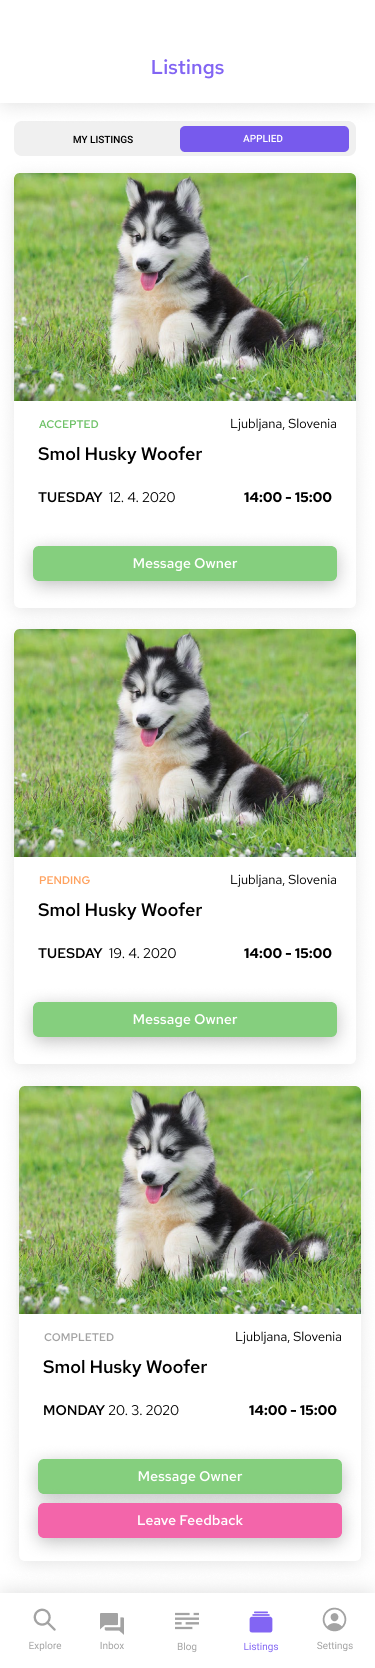 Listings
MY LISTINGS APPLIED
ACCEPTED Ljubljana, Slovenia
Smol Husky Woofer
TUESDAY 12. 4. 2020 14:00 - 15:00
Message Owner
PENDING Ljubljana, Slovenia
Smol Husky Woofer
TUESDAY 19. 4. 2020 14:00 - 15:00
Message Owner
COMPLETED Ljubljana, Slovenia
Smol Husky Woofer
MONDAY 20. 3. 2020 14:00 - 15:00
Message Owner
Leave Feedback
Explore Inbox Blog Listings Settings